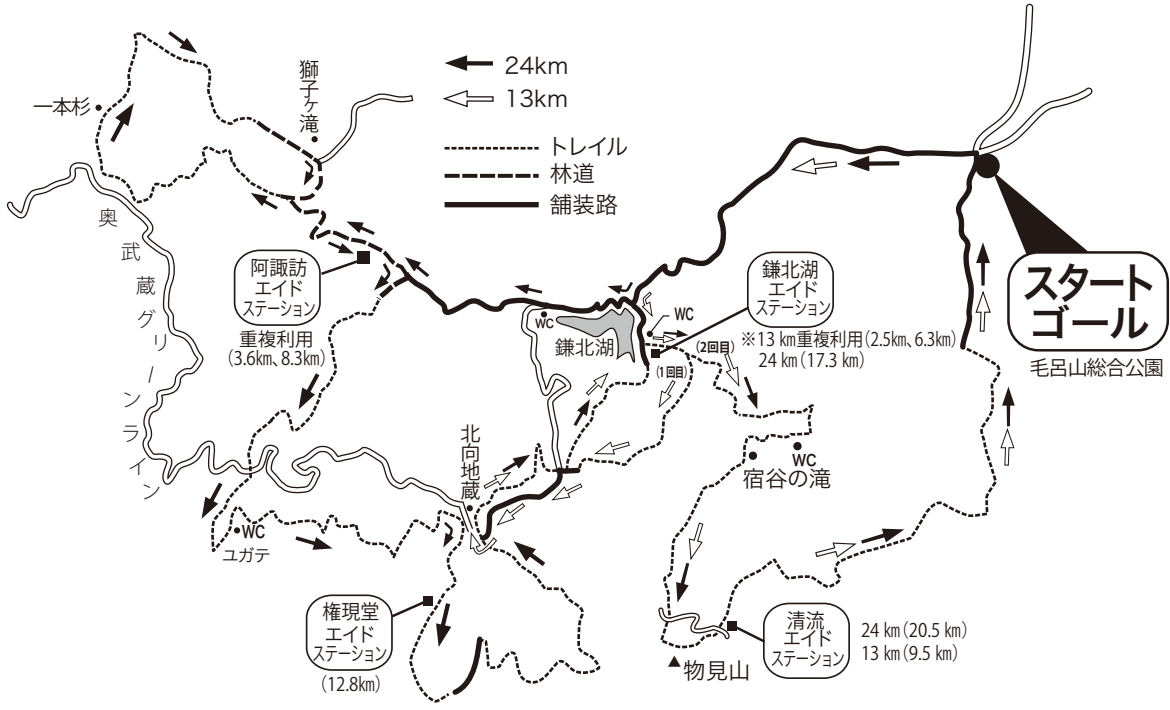 24km
13km
トレイル
林道
舗装路
獅子ヶ滝
一本杉
奥武蔵グリーンライン
阿諏訪
エイド
ステーション
重複利用
(3.6km、8.3km)
WC
鎌北湖
WC
鎌北湖
エイド
ステーション
※13 km重複利用(2.5km、6.3km)
24 km(17.3 km)
(2回目)
(1回目)
スタート
ゴール
毛呂山総合公園
北向地蔵
WC
宿谷の滝
WC
ユガテ
権現堂
エイド
ステーション
(12.8km)
清流
エイド
ステーション
24 km(20.5 km)
13 km(9.5 km)
▲物見山